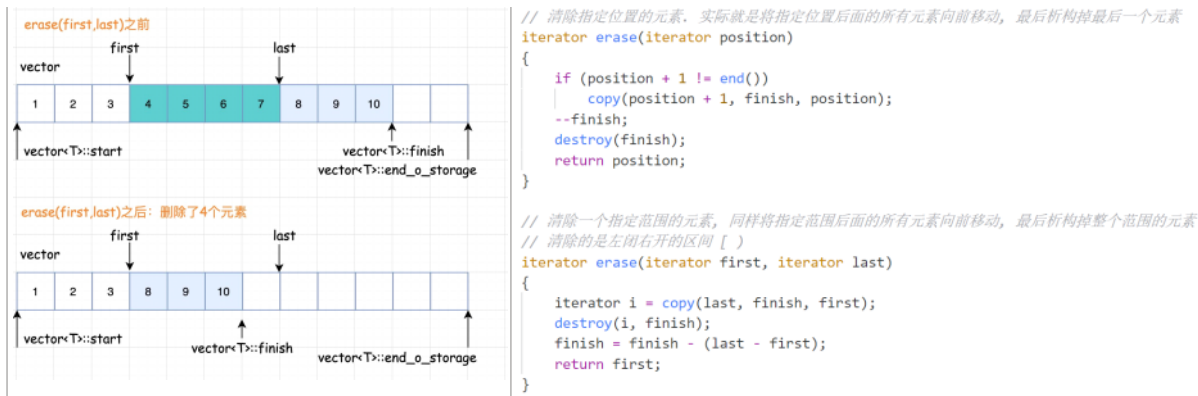 erase(first,last)之前
first last
vector
1 2 3 4 5 6 7 8 9 10
vector<T>::start vector<T>::finish
vector<T>::end_o_storage
erase(first,last)之后：删除了4个元素
first last
vector
1 2 3 8 9 10
vector<T>::start vector<T>::finish
vector<T>::end_o_storage
// 清除指定位置的元素. 实际就是将指定位置后面的所有元素向前移动, 最后析构掉最后一个元素
iterator erase(iterator position)
{
    if (position + 1 != end())
        copy(position + 1, finish, position);
    --finish;
    destroy(finish);
    return position;
}
// 清除一个指定范围的元素, 同样将指定范围后面的所有元素向前移动, 最后析构掉整个范围的元素
// 清除的是左闭右开的区间 [ )
iterator erase(iterator first, iterator last)
{
    iterator i = copy(last, finish, first);
    destroy(i, finish);
    finish = finish - (last - first);
    return first;
}